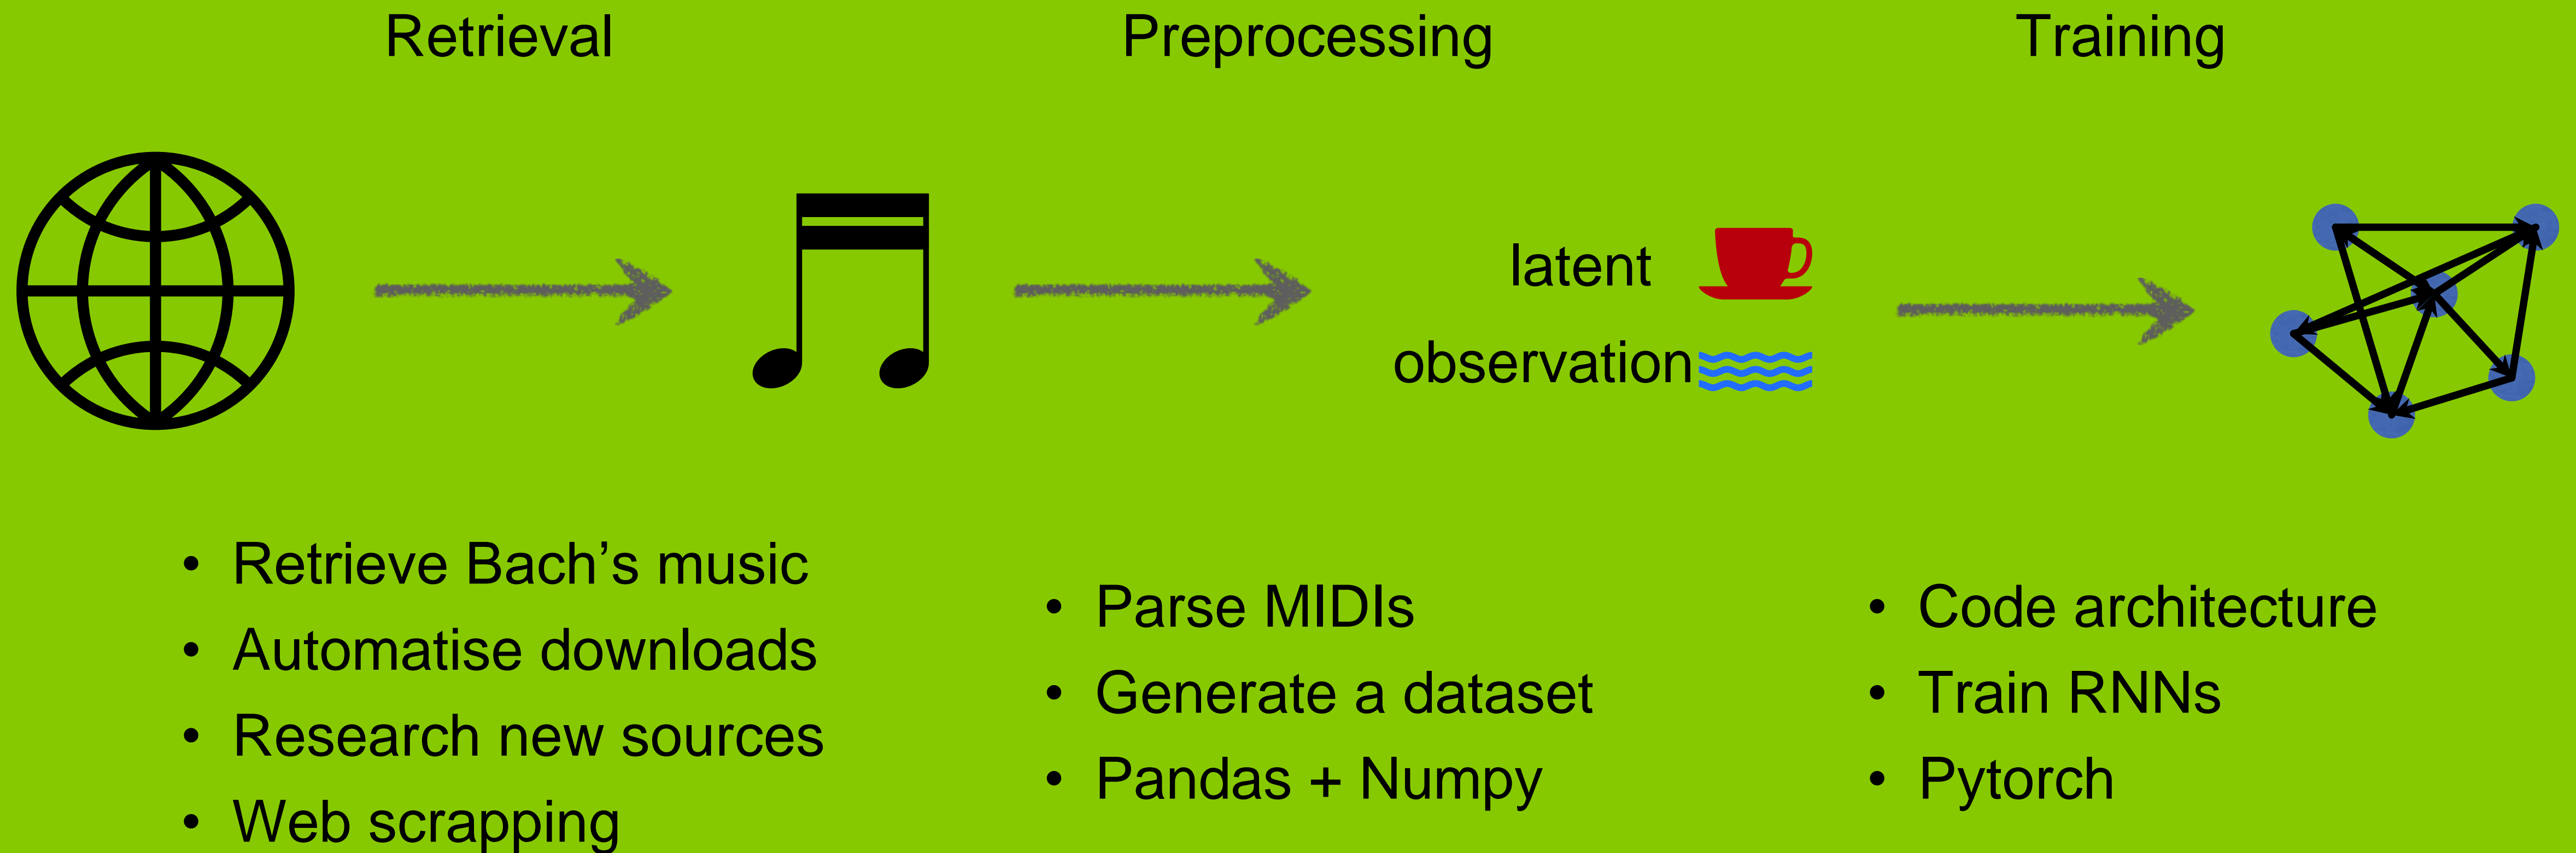 Retrieval
Preprocessing
Training
latent
observation
• Retrieve Bach’s music
• Automatise downloads
• Research new sources
• Web scrapping
• Parse MIDIs
• Generate a dataset
• Pandas + Numpy
• Code architecture
• Train RNNs
• Pytorch